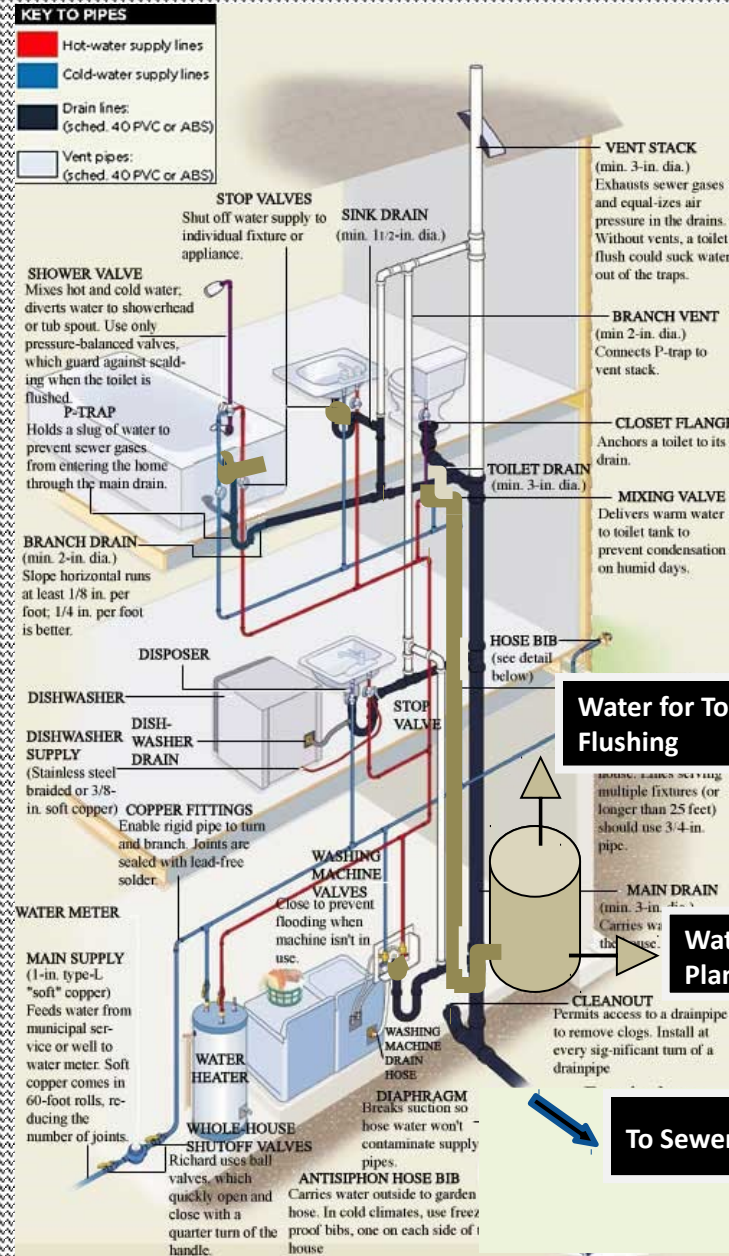 KEY TO PIPES
Hot-water supply lines
Cold-water supply lines
Drain lines:
(sched. 40 PVC or ABS)
Vent pipes:
(sched. 40 PVC or ABS)
STOP VALVES
Shut off water supply to
individual fixture or
appliance.
SINK DRAIN
(min. 11/2-in. dia.)
VENT STACK
(min. 3-in. dia.)
Exhausts sewer gases
and equal-izes air
pressure in the drains.
Without vents, a toilet
flush could suck water
out of the traps.
SHOWER VALVE
Mixes hot and cold water;
diverts water to showerhead
or tub spout. Use only
pressure-balanced valves,
which guard against scald-
ing when the toilet is
flushed.
BRANCH VENT
(min 2-in. dia.)
Connects P-trap to
vent stack.
P-TRAP
Holds a slug of water to
prevent sewer gases
from entering the home
through the main drain.
CLOSET FLANGE
Anchors a toilet to its
drain.
TOILET DRAIN
(min. 3-in. dia.)
MIXING VALVE
Delivers warm water
to toilet tank to
prevent condensation
on humid days.
BRANCH DRAIN
(min. 2-in. dia.)
Slope horizontal runs
at least 1/8 in. per
foot; 1/4 in. per foot
is better.
HOSE BIB
(see detail
below)
DISPOSER
DISHWASHER
DISHWASHER
SUPPLY
(Stainless steel
braided or 3/8-
in. soft copper)
DISH-
WASHER
DRAIN
STOP
VALVE
Water for To
Flushing
house. Lines serving
multiple fixtures (or
longer than 25 feet)
should use 3/4-in.
pipe.
COPPER FITTINGS
Enable rigid pipe to turn
and branch. Joints are
sealed with lead-free
solder.
WASHING
MACHINE
VALVES
Close to prevent
flooding when
machine isn't in
use.
WATER METER
MAIN DRAIN
(min. 3-in. dia.)
Carries wa
the house.
Wat
Plan
MAIN SUPPLY
(1-in. type-L
"soft" copper)
Feeds water from
municipal ser-
vice or well to
water meter. Soft
copper comes in
60-foot rolls, re-
ducing the
number of joints.
CLEANOUT
Permits access to a drainpipe
to remove clogs. Install at
every sig-nificant turn of a
drainpipe
WATER
HEATER
WASHING
MACHINE
DRAIN
HOSE
DIAPHRAGM
Breaks suction so
hose water won't
contaminate supply
pipes.
To Sewer
WHOLE-HOUSE
SHUTOFF VALVES
Richard uses ball
valves, which
quickly open and
close with a
quarter turn of the
handle.
ANTISIPHON HOSE BIB
Carries water outside to garden
hose. In cold climates, use freez
proof bibs, one on each side of t
house